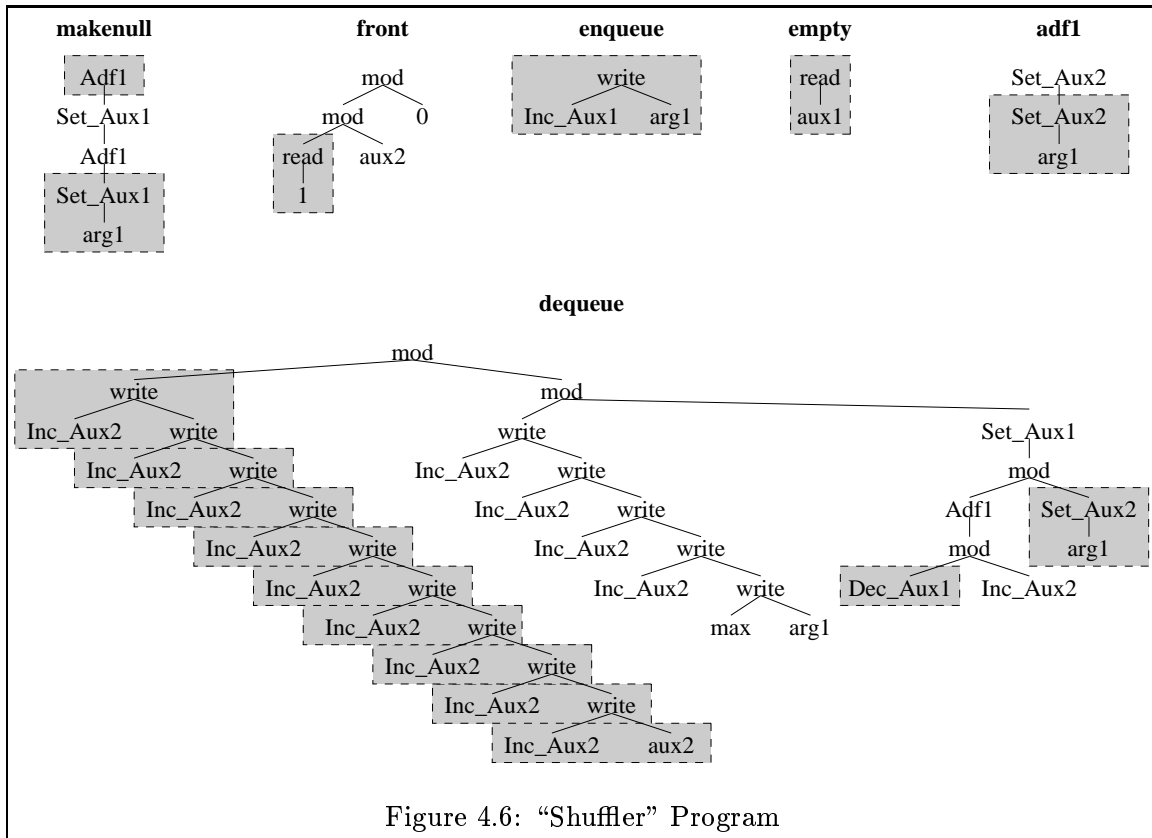 makenull front enqueue empty adf1
Adf1 mod write read Set_Aux2
Set_Aux1 mod 0 Inc_Aux1 arg1 aux1 Set_Aux2
Adf1 read aux2 arg1
Set_Aux1 1
arg1
dequeue
mod
write mod
Inc_Aux2 write write Set_Aux1
Inc_Aux2 write Inc_Aux2 write mod
Inc_Aux2 write Inc_Aux2 write Adf1 Set_Aux2
Inc_Aux2 write Inc_Aux2 write mod arg1
Inc_Aux2 write Inc_Aux2 write Dec_Aux1 Inc_Aux2
Inc_Aux2 write max arg1
Inc_Aux2 write
Inc_Aux2 write
Inc_Aux2 aux2
Figure 4.6: “Shuffler” Program